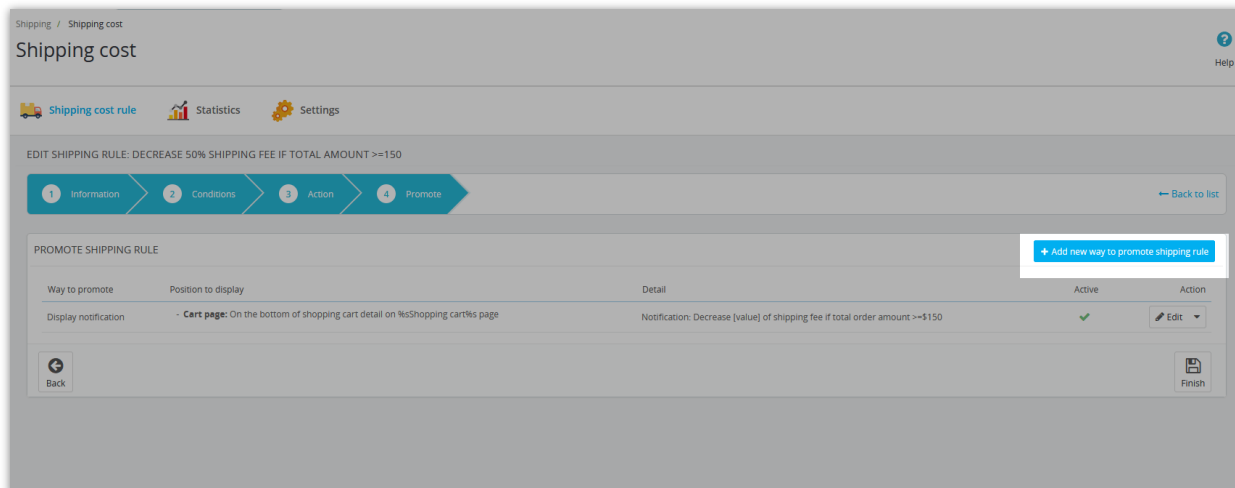 Shipping / Shipping cost
Shipping cost
Help
Shipping cost rule Statistics Settings
EDIT SHIPPING RULE: DECREASE 50% SHIPPING FEE IF TOTAL AMOUNT >=150
1 Information 2 Conditions 3 Action 4 Promote ← Back to list
PROMOTE SHIPPING RULE + Add new way to promote shipping rule
Way to promote Position to display Detail Active Action
Display notification - Cart page: On the bottom of shopping cart detail on %sShopping cart%s page Notification: Decrease [value] of shipping fee if total order amount >=$150 Edit
Back Finish